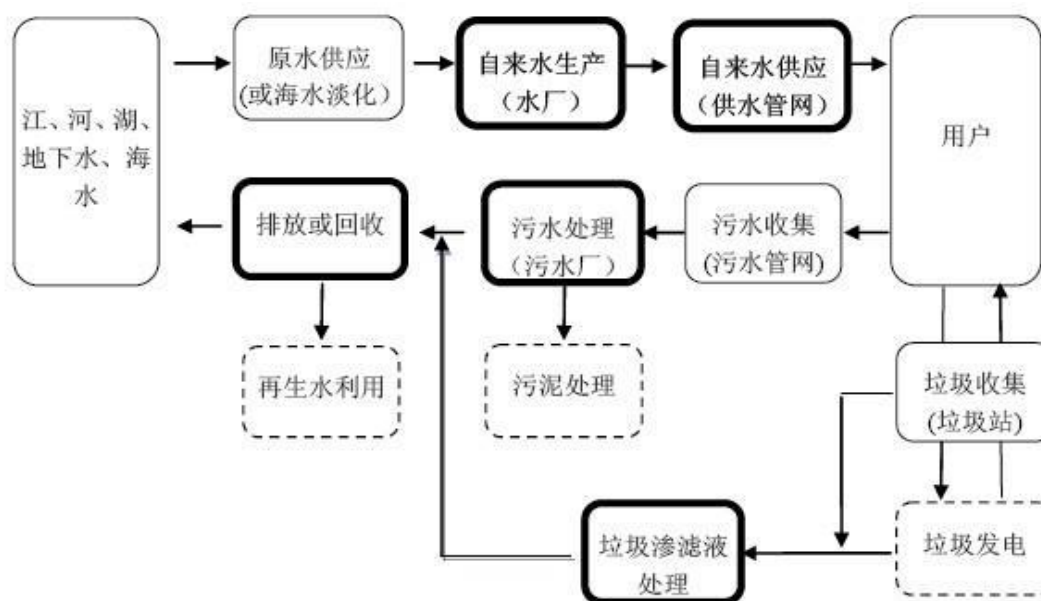 江、河、湖、
地下水、海
水
原水供应
(或海水淡化）
自来水生产
（水厂）
自来水供应
（供水管网）
用户
排放或回收
污水处理
（污水厂）
污水收集
(污水管网)
再生水利用
污泥处理
垃圾收集
(垃圾站)
垃圾渗滤液
处理
垃圾发电